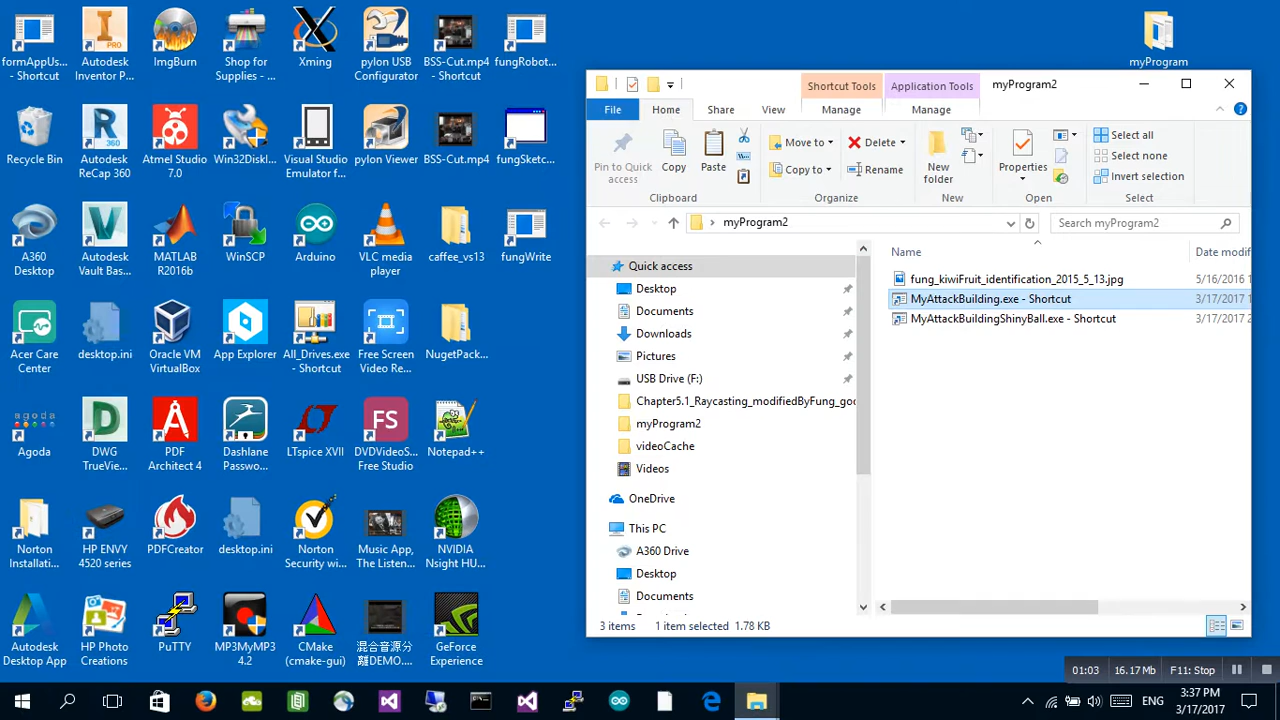 formAppUs...
- Shortcut
Autodesk
Inventor P...
ImgBurn
Shop for
Supplies - ...
Xming
pylon USB
Configurator
BSS-Cut.mp4
- Shortcut
fungRobot...
myProgram
Recycle Bin
Autodesk
ReCap 360
Atmel Studio
7.0
Win32Diskl...
Visual Studio
Emulator f...
pylon Viewer
BSS-Cut.mp4
fungSketc...
A360
Desktop
Autodesk
Vault Bas...
MATLAB
R2016b
WinSCP
Arduino
VLC media
player
caffee_vs13
fungWrite
Acer Care
Center
desktop.ini
Oracle VM
VirtualBox
App Explorer
All_Drives.exe
- Shortcut
Free Screen
Video Re...
NugetPack...
Agoda
DWG
TrueVie...
PDF
Architect 4
Dashlane
Passwo...
LTspice XVII
DVDVideoS...
Free Studio
Notepad++
Norton
Installati...
HP ENVY
4520 series
PDFCreator
desktop.ini
Norton
Security wi...
Music App,
The Listen...
NVIDIA
Nsight HU...
Autodesk
Desktop App
HP Photo
Creations
PuTTY
MP3MyMP3
4.2
CMake
(cmake-gui)
混合音源分
離DEMO....
GeForce
Experience
Shortcut Tools
Application Tools
myProgram2
File
Home
Share
View
Manage
Manage
Pin to Quick
access
Copy
Paste
Move to
Copy to
Delete
Rename
New
folder
Properties
Select all
Select none
Invert selection
Clipboard
Organize
New
Open
Select
myProgram2
Search myProgram2
Quick access
Desktop
Documents
Downloads
Pictures
USB Drive (F:)
Chapter5.1_Raycasting_modifiedByFung_goo
myProgram2
videoCache
Videos
OneDrive
This PC
A360 Drive
Desktop
Documents
Name
Date modif
fung_kiwiFruit_identification_2015_5_13.jpg
5/16/2016
MyAttackBuilding.exe - Shortcut
3/17/2017 1
MyAttackBuildingShinyBall.exe - Shortcut
3/17/2017 1
3 items
1 item selected 1.78 KB
01:03
16.17 Mb
F11: Stop
ENG
3:37 PM
3/17/2017